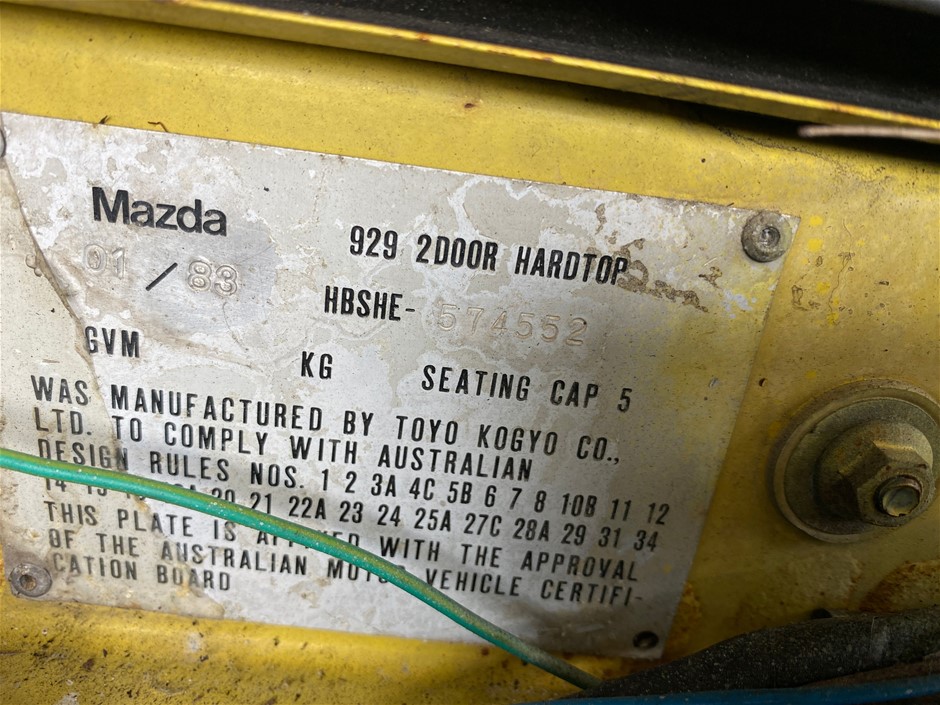 Mazda
929 2DOOR HARDTOP
01 / 83
HBSHE- 574552
GVM KG SEATING CAP 5
WAS MANUFACTURED BY TOYO KOGYO CO.,
LTD. TO COMPLY WITH AUSTRALIAN
DESIGN RULES NOS. 1 2 3A 4C 5B 6 7 8 10B 11 12
14 15 20 21 22A 23 24 25A 27C 28A 29 31 34
THIS PLATE IS WITH THE APPROVAL
OF THE AUSTRALIAN MOTOR VEHICLE CERTIFI-
CATION BOARD